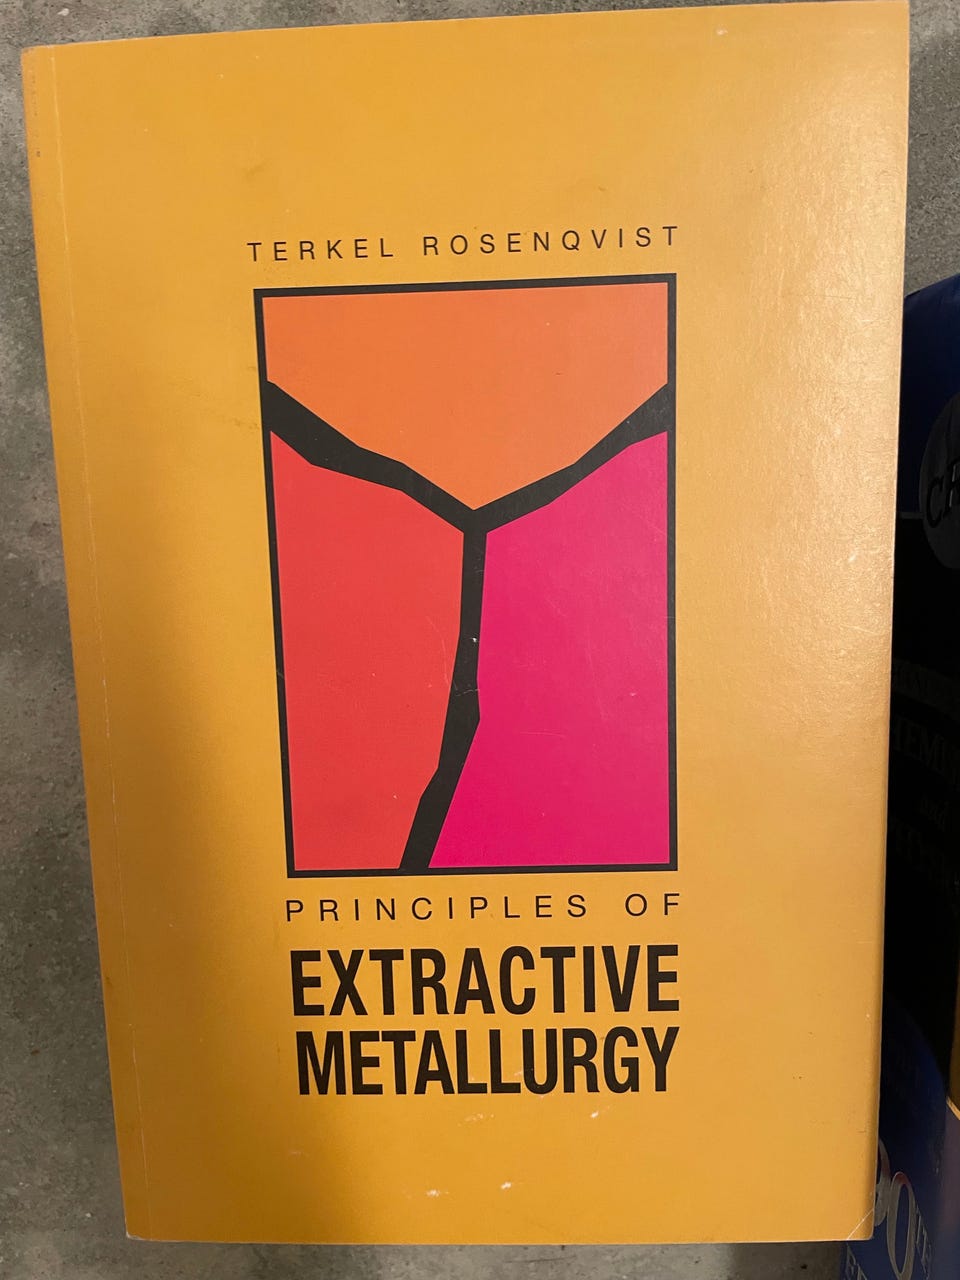 TERKEL ROSENQVIST
PRINCIPLES OF
EXTRACTIVE
METALLURGY